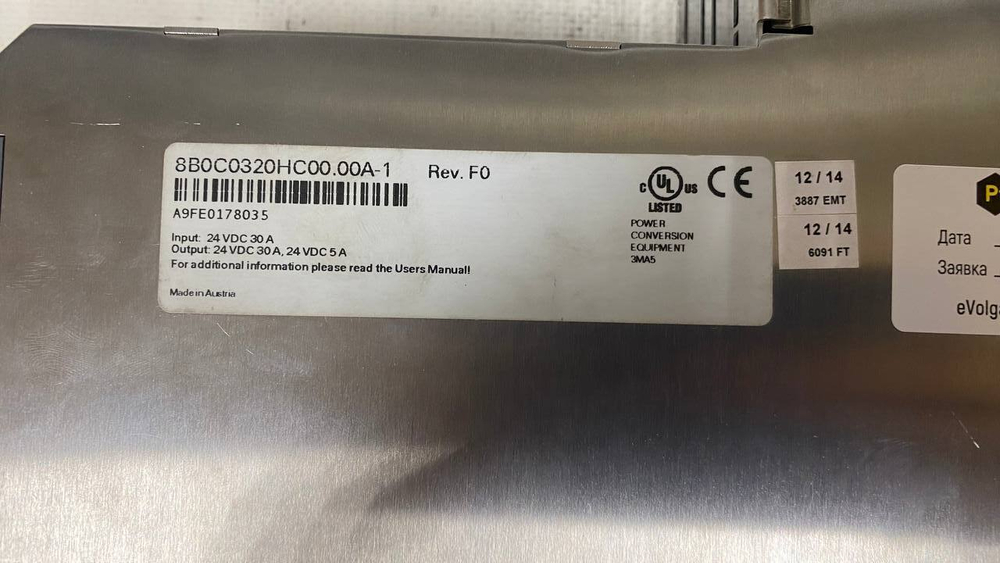 8B0C0320HC00.00A-1 Rev. F0
A9FE0178035
Input: 24 VDC 30 A
Output: 24 VDC 30 A, 24 VDC 5 A
For additional information please read the Users Manual!
Made in Austria
C UL US CE
LISTED
POWER
CONVERSION
EQUIPMENT
3MA5
12 / 14
3887 EMT
12 / 14
6091 FT
Дата
Заявка